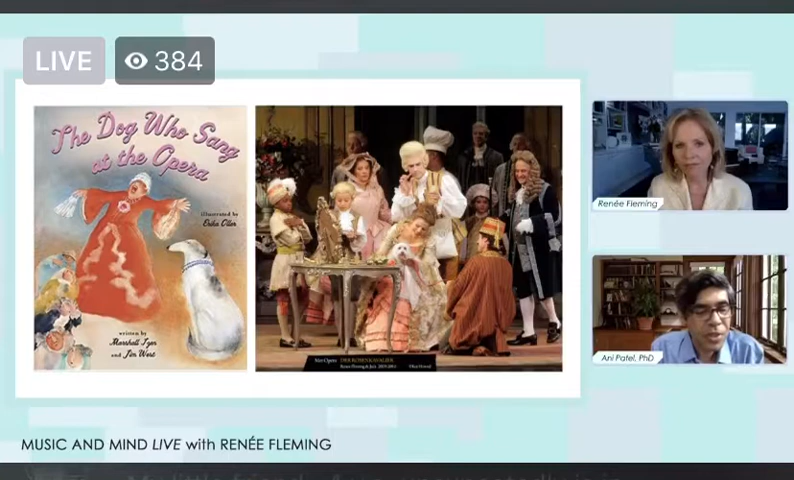 LIVE
384
The Dog Who Sang
at the Opera
illustrated by
Erika Oller
written by
Marshall Izen
and Jim West
Met Opera
DER ROSENKAVALIER
Renée Fleming
Ani Patel, PhD
MUSIC AND MIND LIVE with RENÉE FLEMING